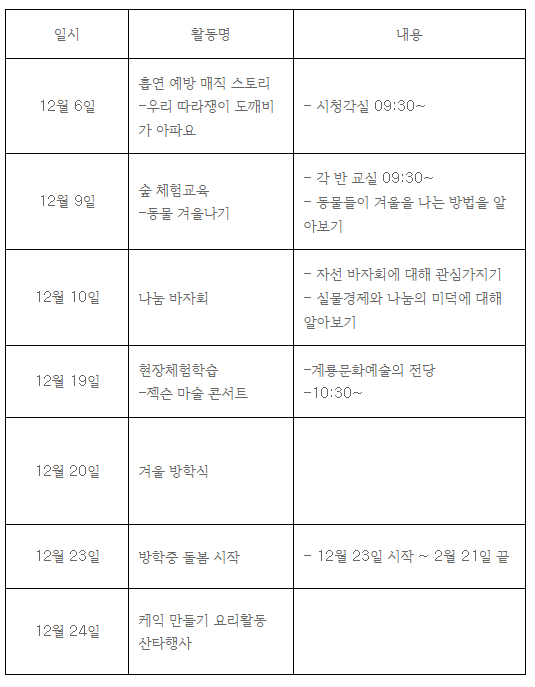 일시
활동명
내용
12월 6일
흡연 예방 매직 스토리
-우리 따라쟁이 도깨비
가 아파요
- 시청각실 09:30~
12월 9일
숲 체험교육
-동물 겨울나기
- 각 반 교실 09:30~
- 동물들이 겨울을 나는 방법을 알
아보기
12월 10일
나눔 바자회
- 자선 바자회에 대해 관심가지기
- 실물경제와 나눔의 미덕에 대해
알아보기
12월 19일
현장체험학습
-젝슨 마술 콘서트
-계룡문화예술의 전당
-10:30~
12월 20일
겨울 방학식
12월 23일
방학중 돌봄 시작
- 12월 23일 시작 ~ 2월 21일 끝
12월 24일
케익 만들기 요리활동
산타행사